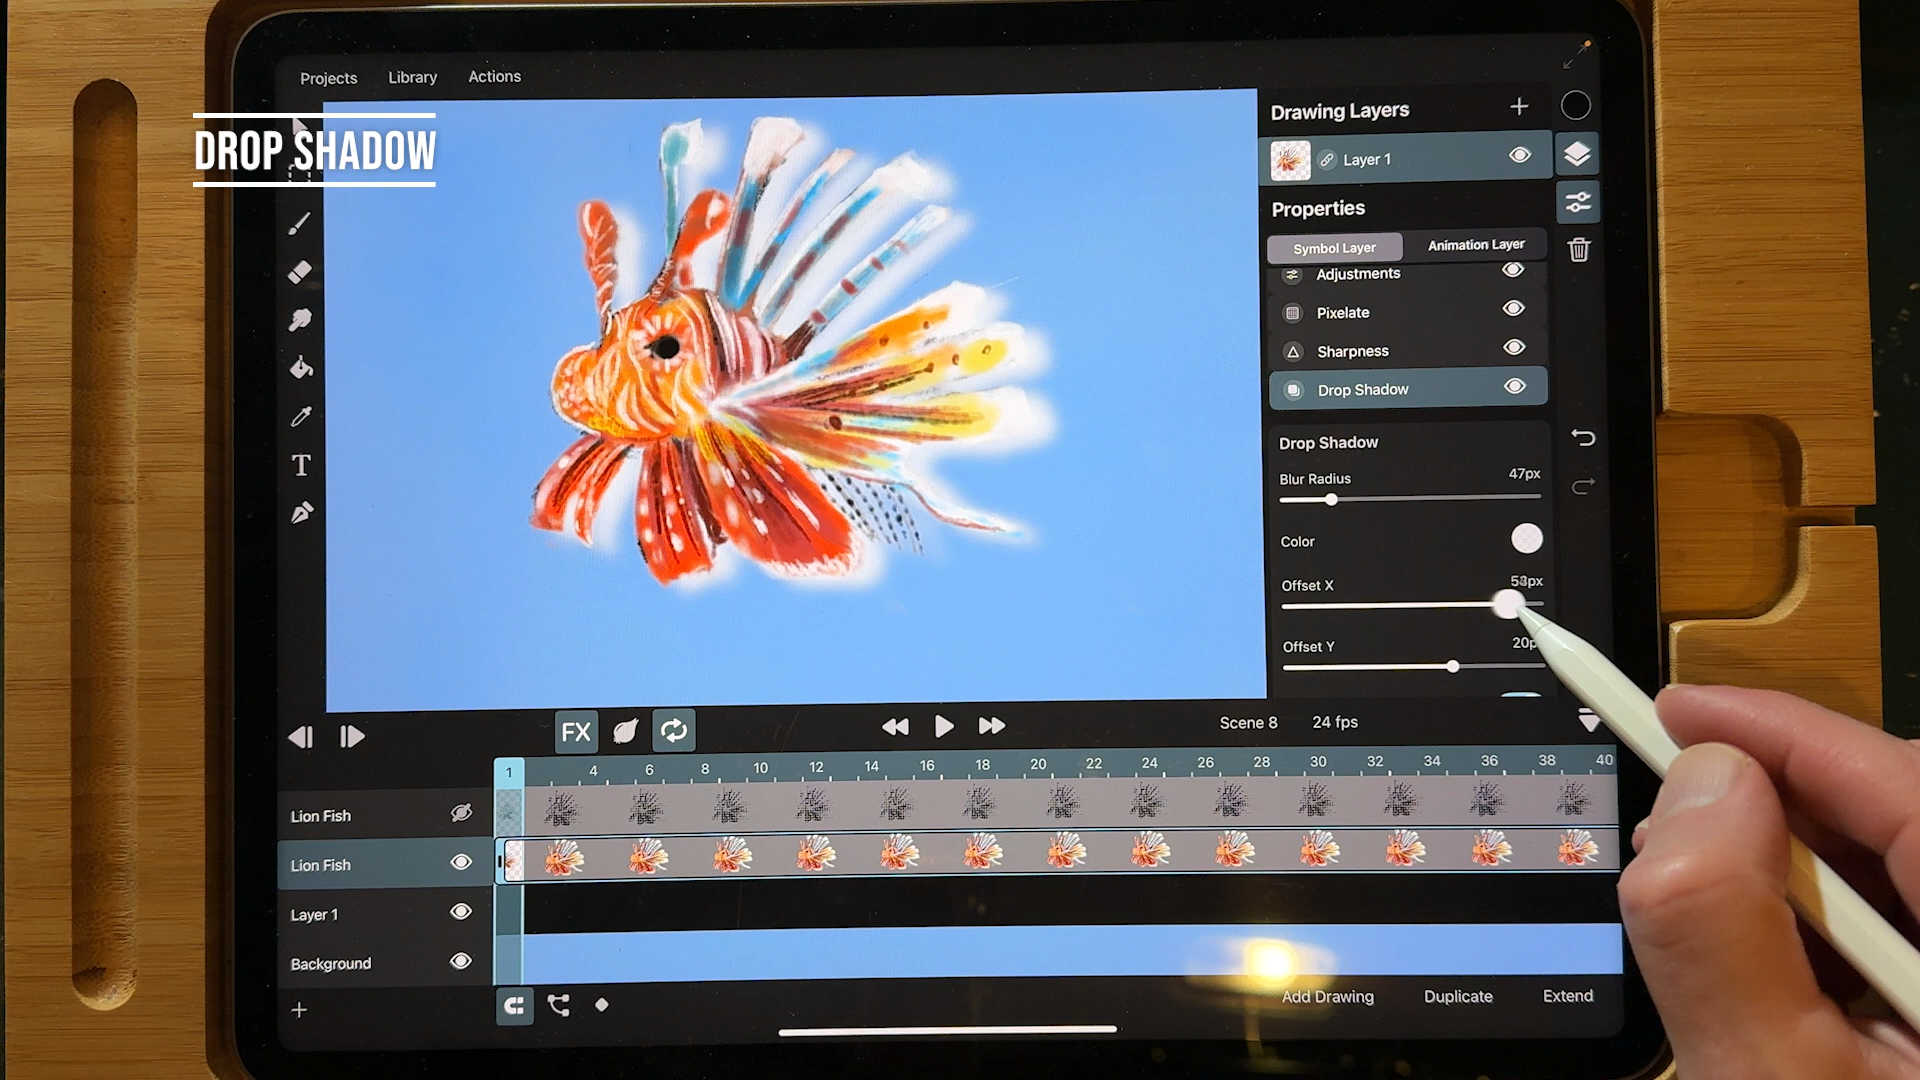 Projects Library Actions
DROP SHADOW
Drawing Layers
Layer 1
Properties
Symbol Layer Animation Layer
Adjustments
Pixelate
Sharpness
Drop Shadow
Drop Shadow
Blur Radius 47px
Color
Offset X
Offset Y
T
FX
Scene 8 24 fps
1 4 6 8 10 12 14 16 18 20 22 24 26 28 30 32 34 36 38 40
Lion Fish
Lion Fish
Layer 1
Background
Add Drawing Duplicate Extend